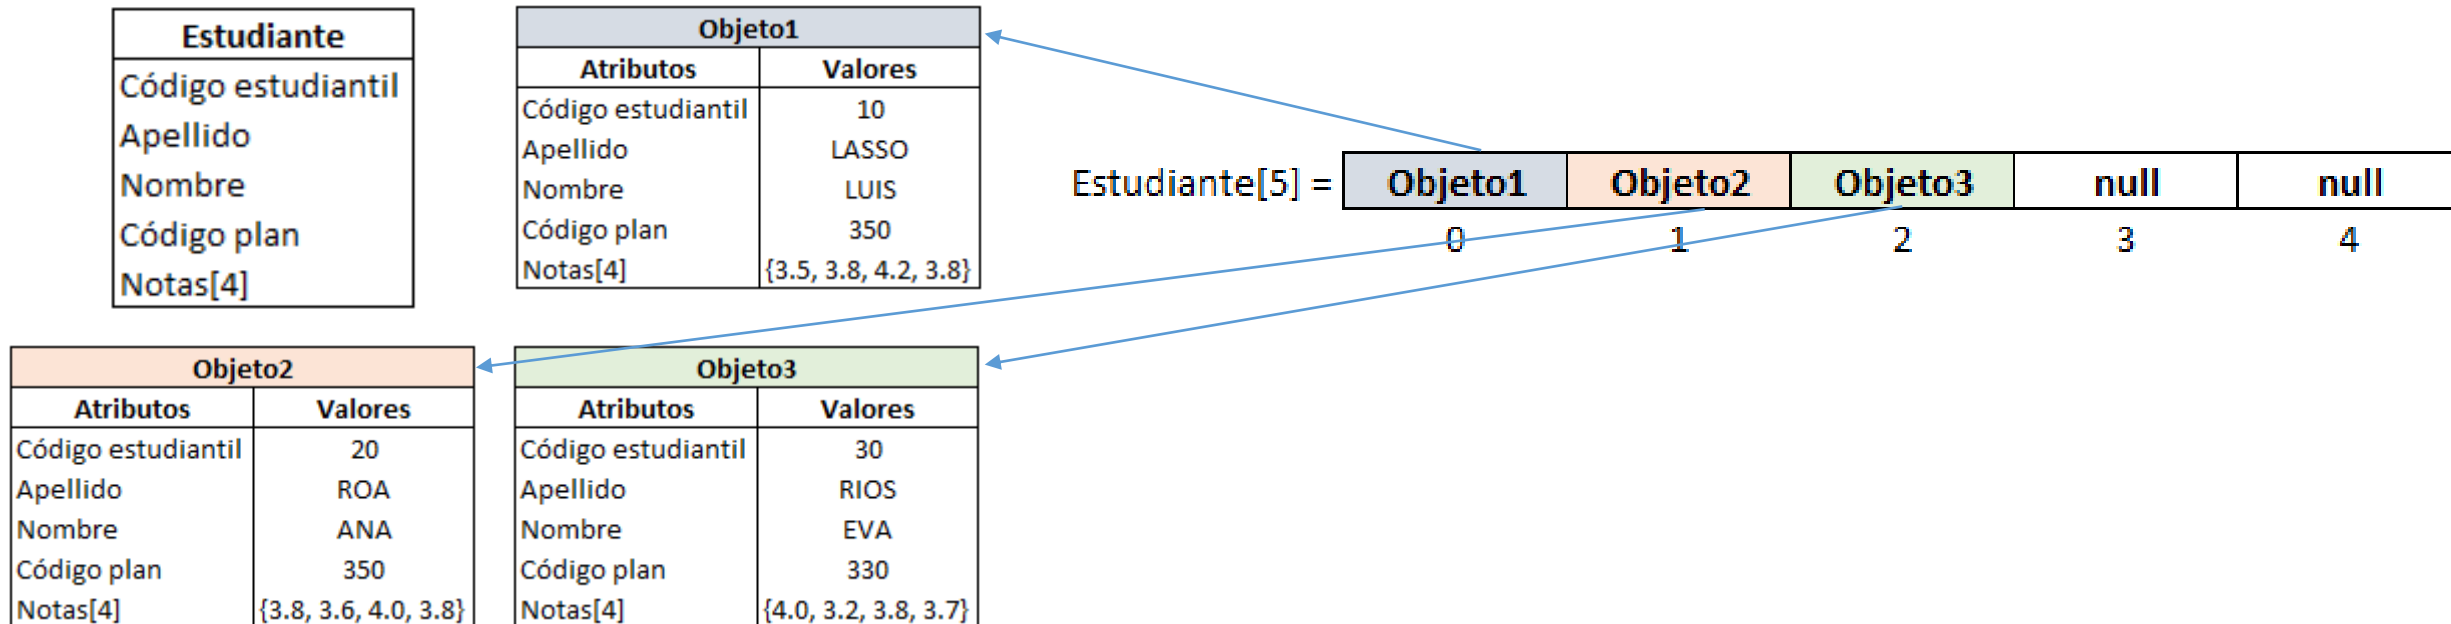 Estudiante
Código estudiantil
Apellido
Nombre
Código plan
Notas[4]
Objeto1
Atributos Valores
Código estudiantil 10
Apellido LASSO
Nombre LUIS
Código plan 350
Notas[4] {3.5, 3.8, 4.2, 3.8}
Estudiante[5] = Objeto1 Objeto2 Objeto3 null null
0 1 2 3 4
Objeto2
Atributos Valores
Código estudiantil 20
Apellido ROA
Nombre ANA
Código plan 350
Notas[4] {3.8, 3.6, 4.0, 3.8}
Objeto3
Atributos Valores
Código estudiantil 30
Apellido RIOS
Nombre EVA
Código plan 330
Notas[4] {4.0, 3.2, 3.8, 3.7}